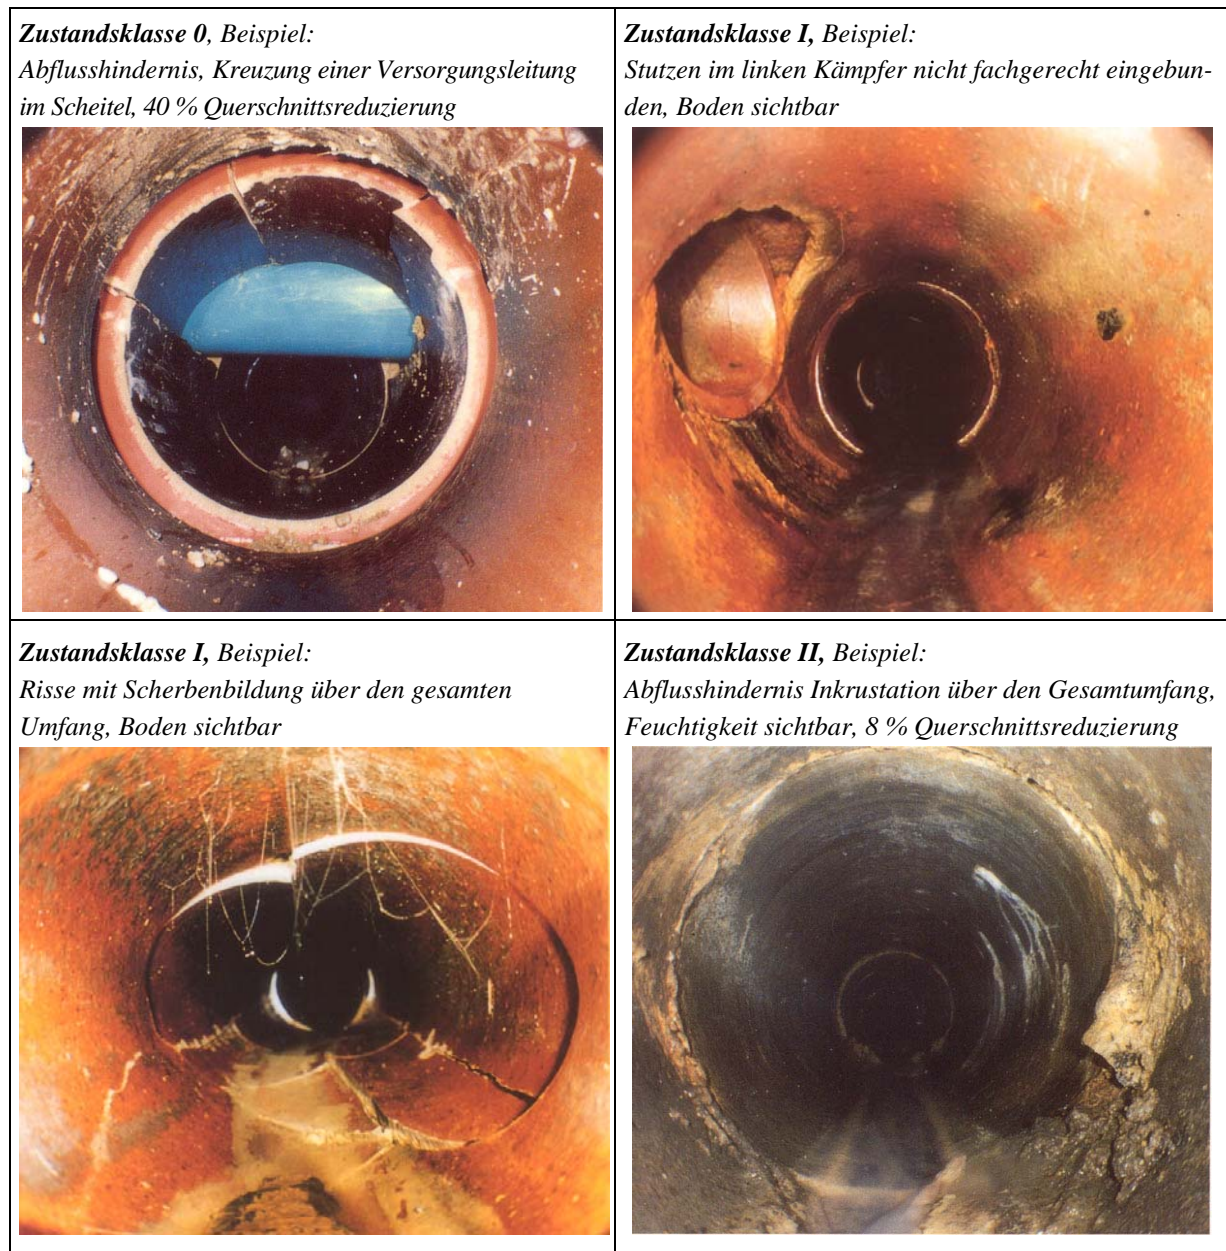 Zustandsklasse 0, Beispiel:
Abflusshindernis, Kreuzung einer Versorgungsleitung
im Scheitel, 40 % Querschnittsreduzierung
Zustandsklasse I, Beispiel:
Stutzen im linken Kämpfer nicht fachgerecht eingebun-
den, Boden sichtbar
Zustandsklasse I, Beispiel:
Risse mit Scherbenbildung über den gesamten
Umfang, Boden sichtbar
Zustandsklasse II, Beispiel:
Abflusshindernis Inkrustation über den Gesamtumfang,
Feuchtigkeit sichtbar, 8 % Querschnittsreduzierung